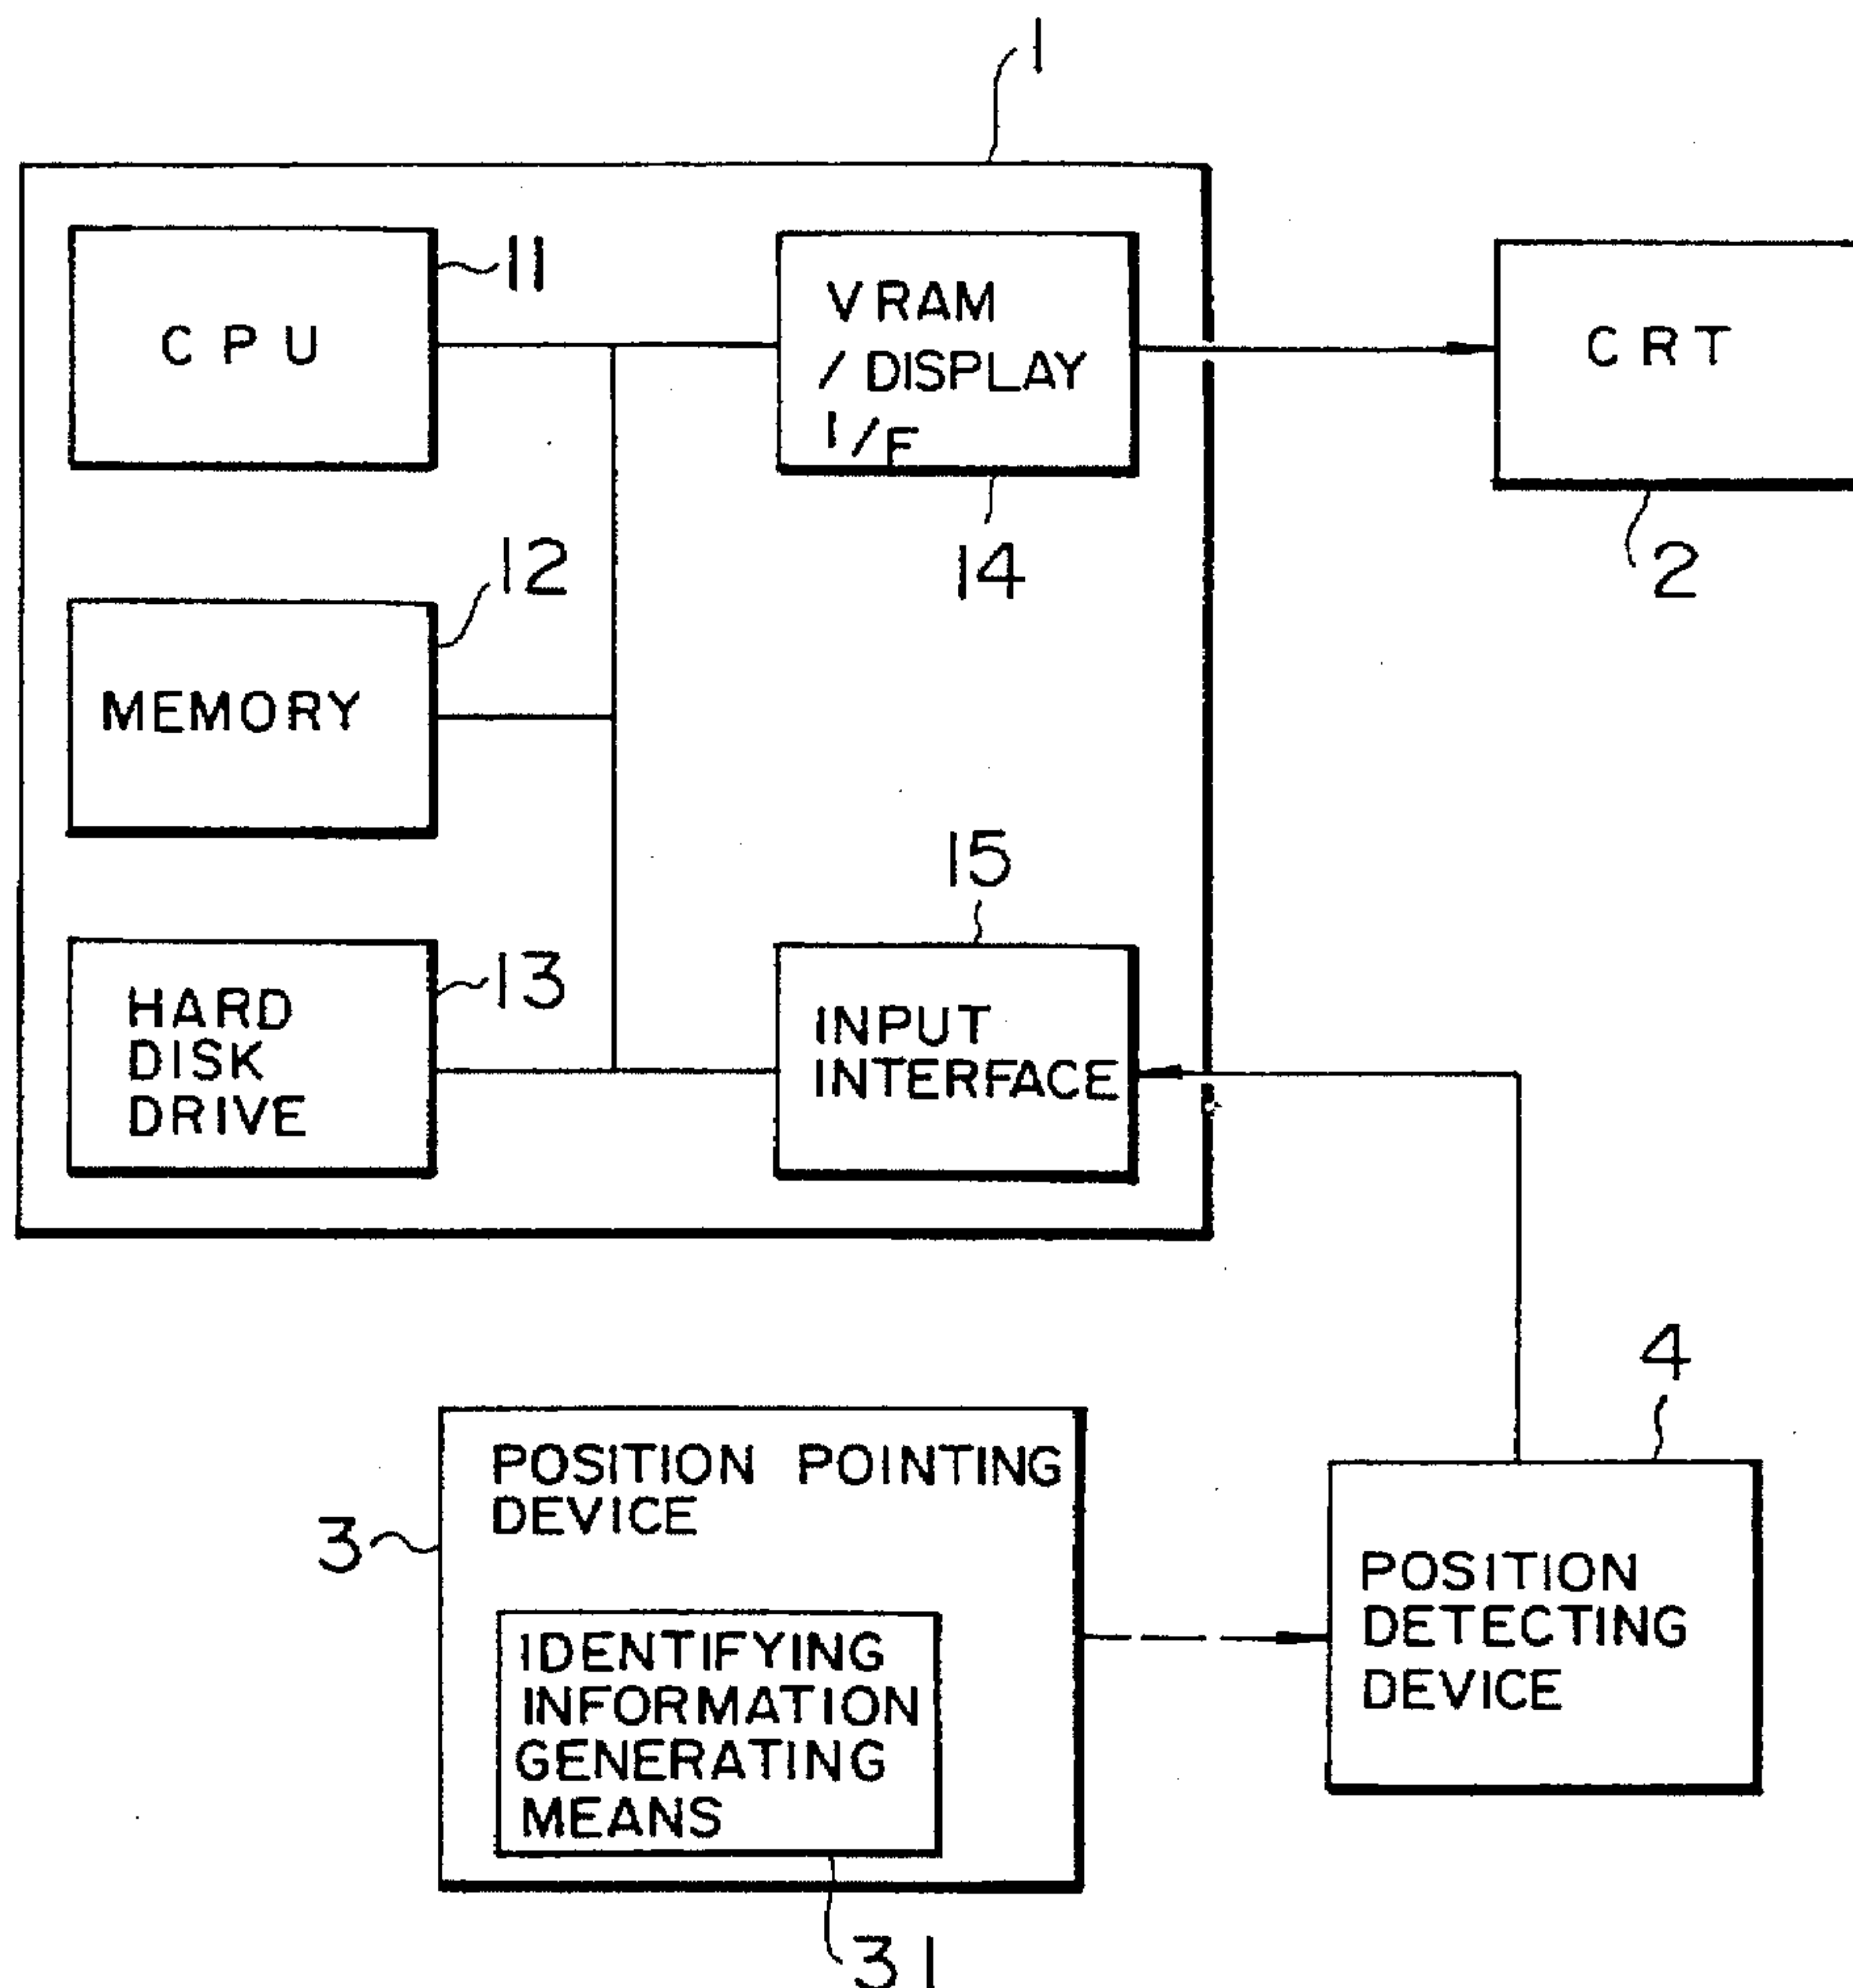 1
CPU
11
VRAM
/ DISPLAY
I/F
14
CRT
2
MEMORY
12
HARD
DISK
DRIVE
13
15
INPUT
INTERFACE
3
POSITION POINTING
DEVICE
IDENTIFYING
INFORMATION
GENERATING
MEANS
31
4
POSITION
DETECTING
DEVICE